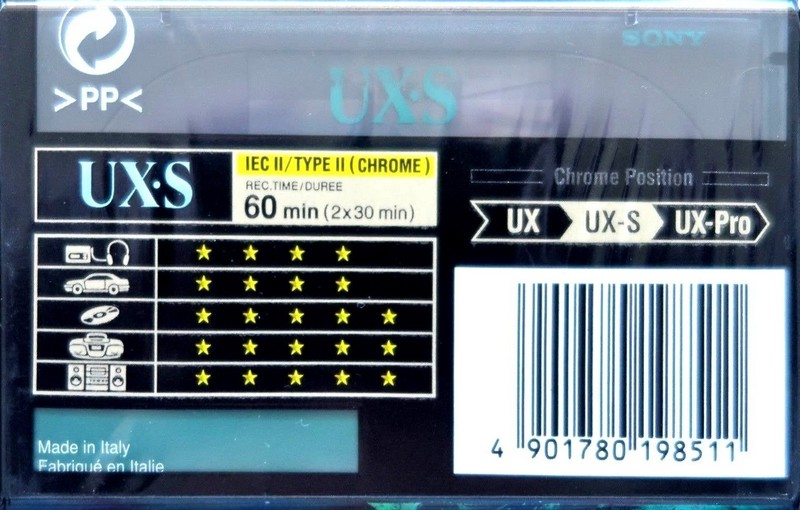 SONY
>PP<
UX·S
UX·S
IEC II/TYPE II (CHROME)
REC.TIME/DUREE
60 min (2x30 min)
Chrome Position
UX UX-S UX-Pro
4 901780 198511
Made in Italy
Fabriqué en Italie